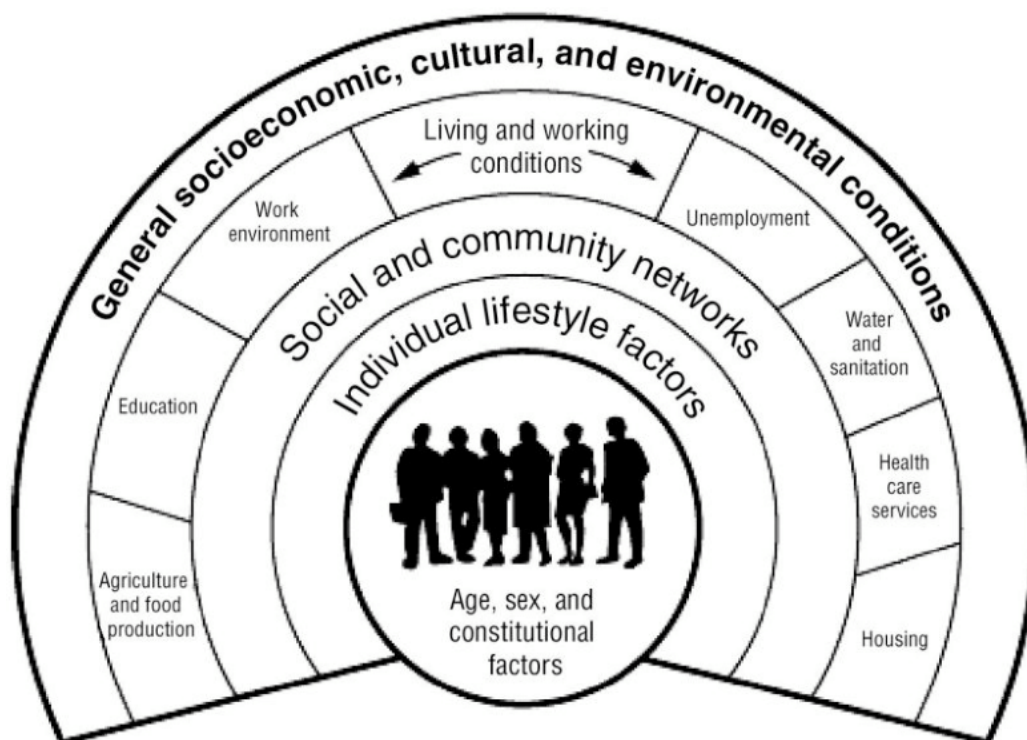 General socioeconomic, cultural, and environmental conditions
Living and working
conditions
Work
environment
Unemployment
Education
Water
and
sanitation
Agriculture
and food
production
Health
care
services
Housing
Social and community networks
Individual lifestyle factors
Age, sex, and
constitutional
factors